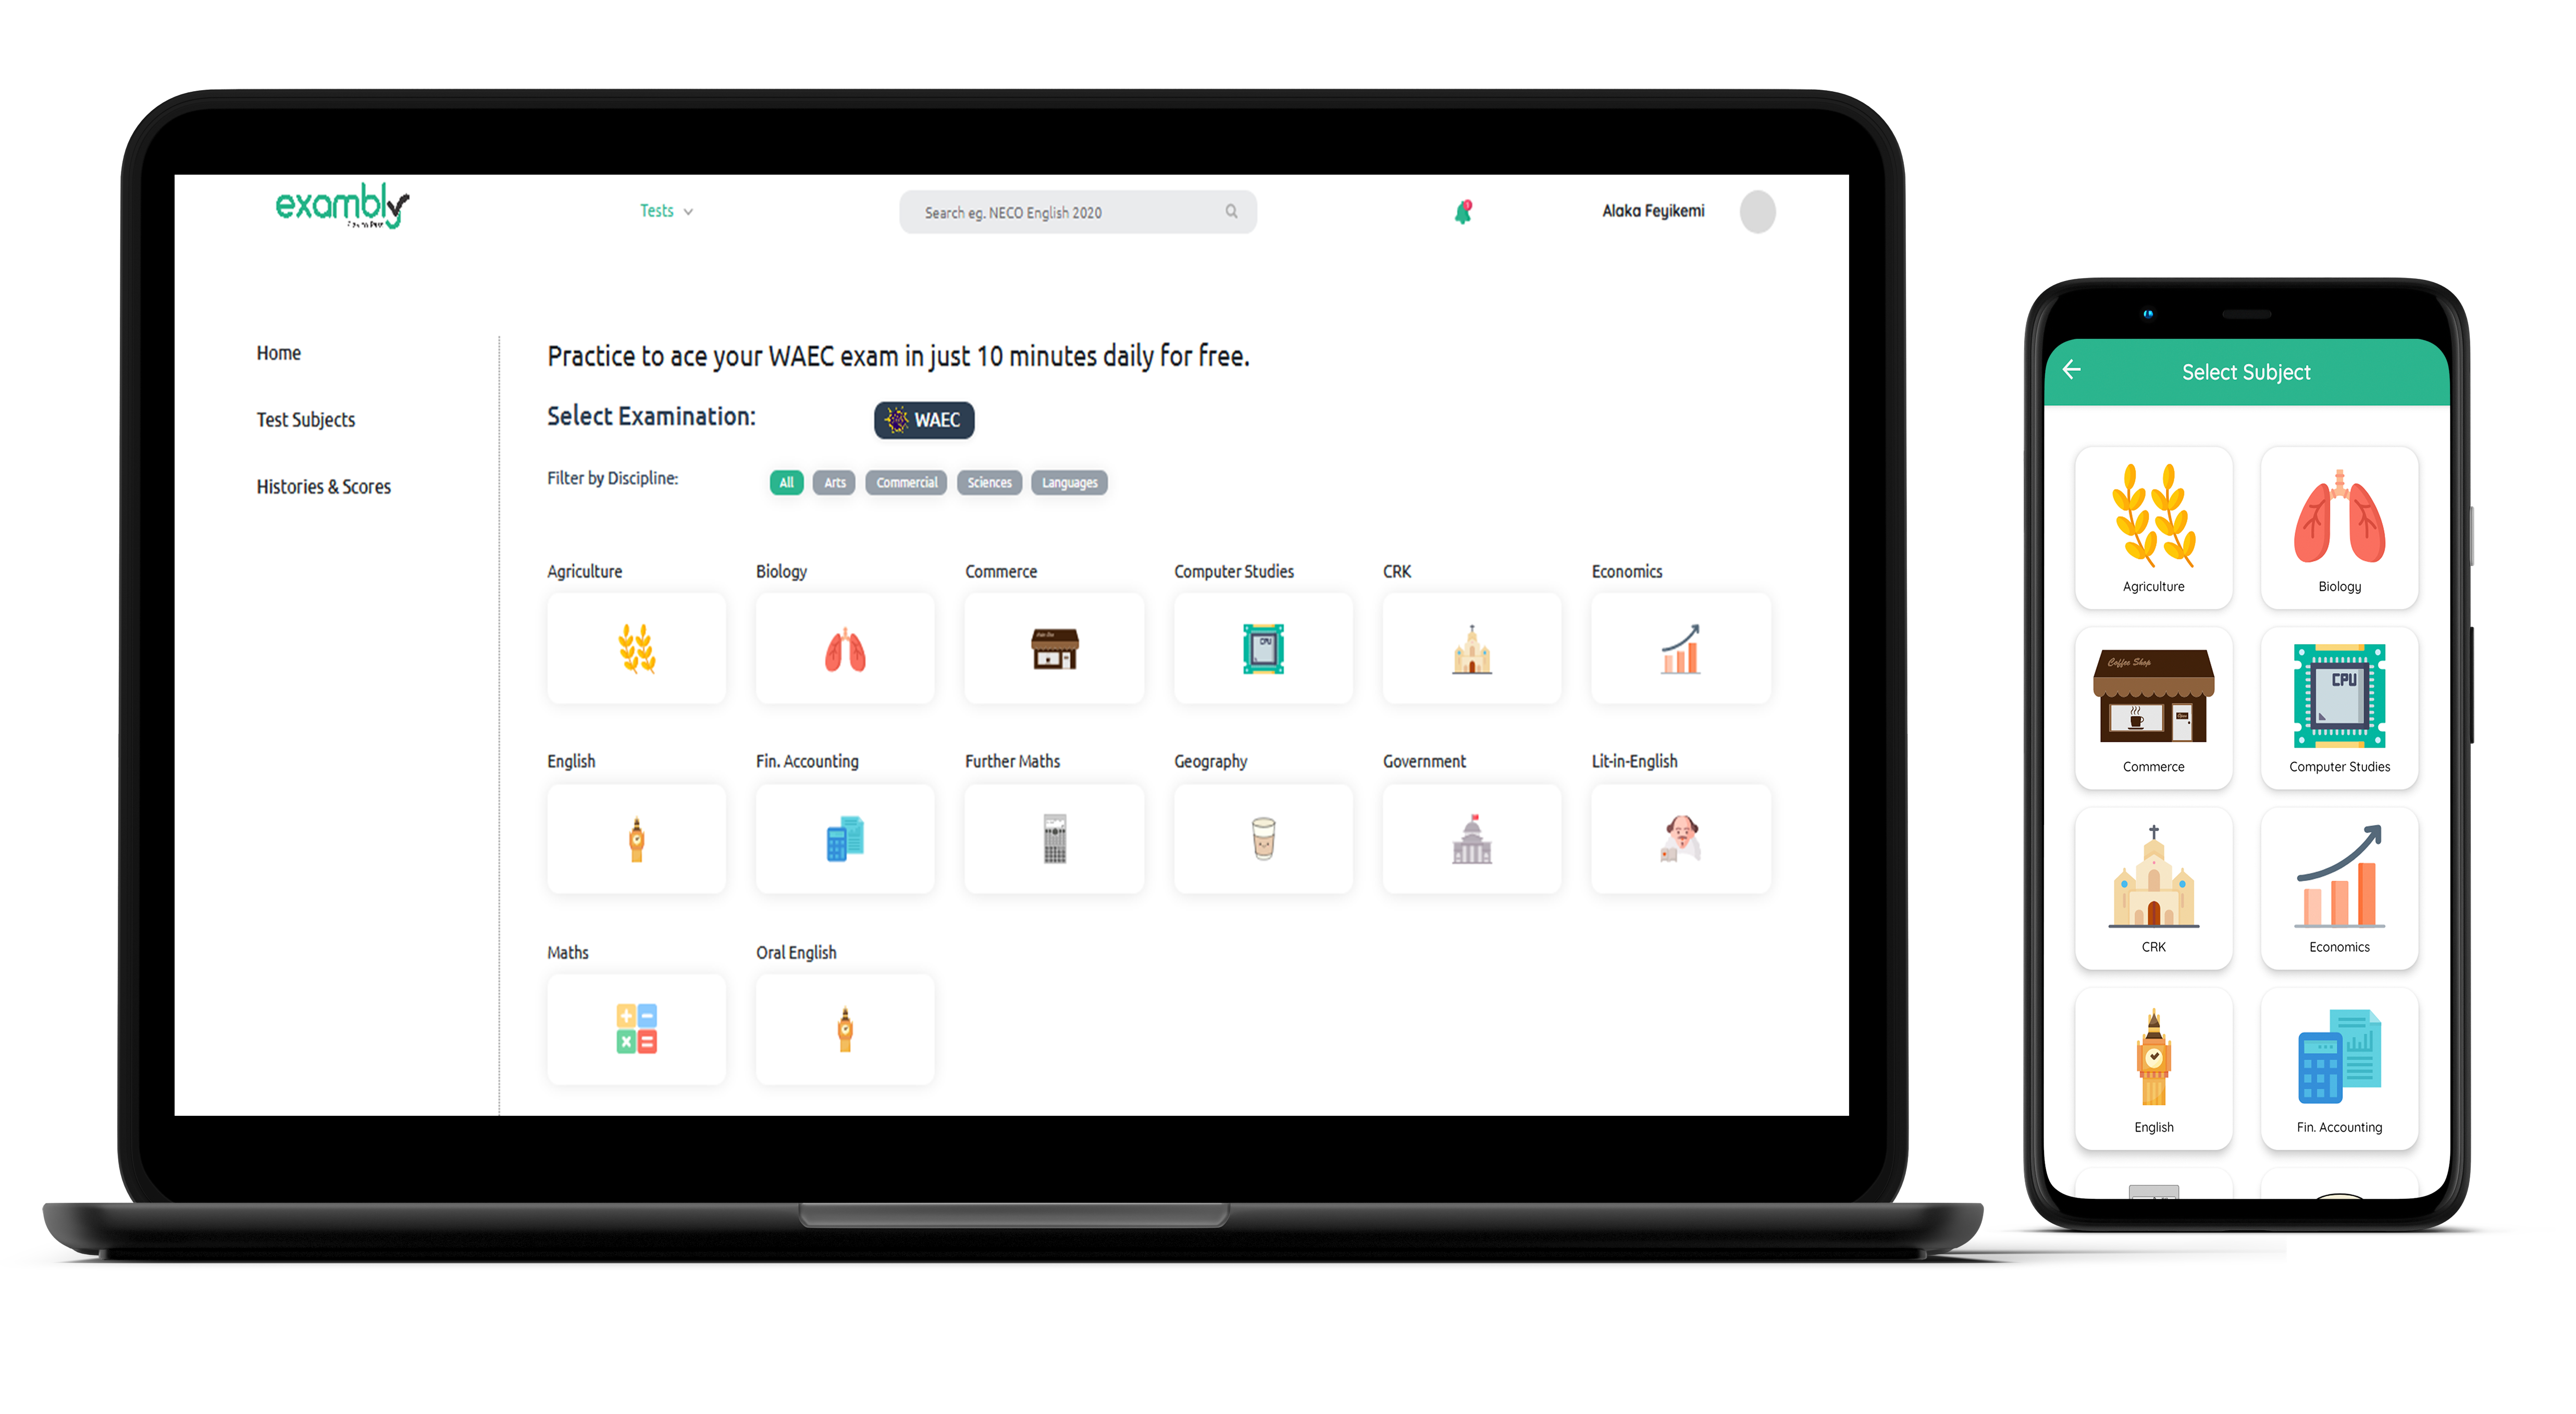 exambly
Tests
Search eg. NECO English 2020
Alaka Feyikemi
Home
Test Subjects
Histories & Scores
Practice to ace your WAEC exam in just 10 minutes daily for free.
Select Examination:
WAEC
Filter by Discipline:
All Arts Commercial Sciences Languages
Agriculture Biology Commerce Computer Studies CRK Economics
CPU
English Fin. Accounting Further Maths Geography Government Lit-in-English
Maths Oral English
Select Subject
Agriculture Biology
Coffee Shop
CPU
Commerce Computer Studies
CRK Economics
English Fin. Accounting